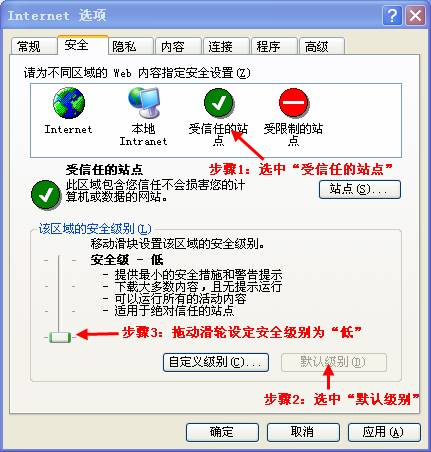 Internet 选项
常规 安全 隐私 内容 连接 程序 高级
请为不同区域的 Web 内容指定安全设置(Z)
Internet
本地
Intranet
受信任的站
点
受限制的站
点
步骤1：选中“受信任的站点”
受信任的站点
此区域包含您信任不会损害您的计
算机或数据的网站。
站点(S)...
该区域的安全级别(L)
移动滑块设置该区域的安全级别。
安全级 - 低
- 提供最小的安全措施和警告提示
- 下载大多数内容，且无提示运行
- 可以运行所有的活动内容
- 适用于绝对信任的站点
步骤3：拖动滑轮设定安全级别为“低”
自定义级别(C)... 默认级别(D)
步骤2：选中“默认级别”
确定 取消 应用(A)